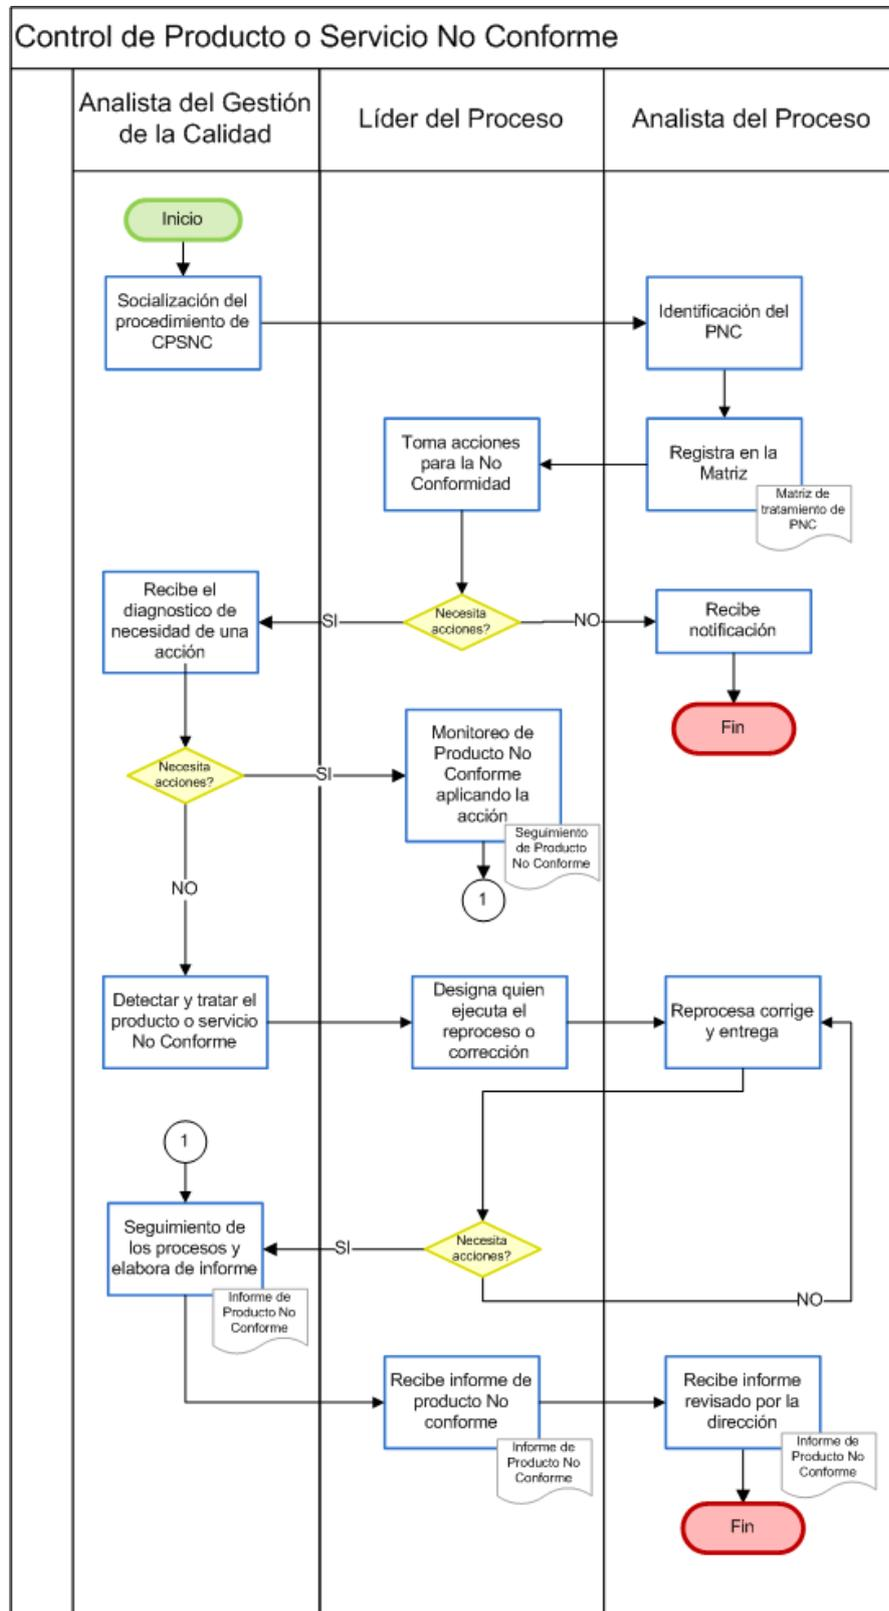 Control de Producto o Servicio No Conforme
Analista del Gestión
de la Calidad
Líder del Proceso
Analista del Proceso
Inicio
Socialización del
procedimiento de
CPSNC
Identificación del
PNC
Toma acciones
para la No
Conformidad
Registra en la
Matriz
Matriz de
tratamiento de
PNC
Recibe el
diagnostico de
necesidad de una
acción
SI
Necesita
acciones?
NO
Recibe
notificación
Fin
Necesita
acciones?
SI
Monitoreo de
Producto No
Conforme
aplicando la
acción
Seguimiento
de Producto
No Conforme
1
NO
Detectar y tratar el
producto o servicio
No Conforme
Designa quien
ejecuta el
reproceso o
corrección
Reprocesa corrige
y entrega
1
Seguimiento de
los procesos y
elabora de informe
Informe de
Producto No
Conforme
SI
Necesita
acciones?
NO
Recibe informe de
producto No
conforme
Informe de
Producto No
Conforme
Recibe informe
revisado por la
dirección
Informe de
Producto No
Conforme
Fin